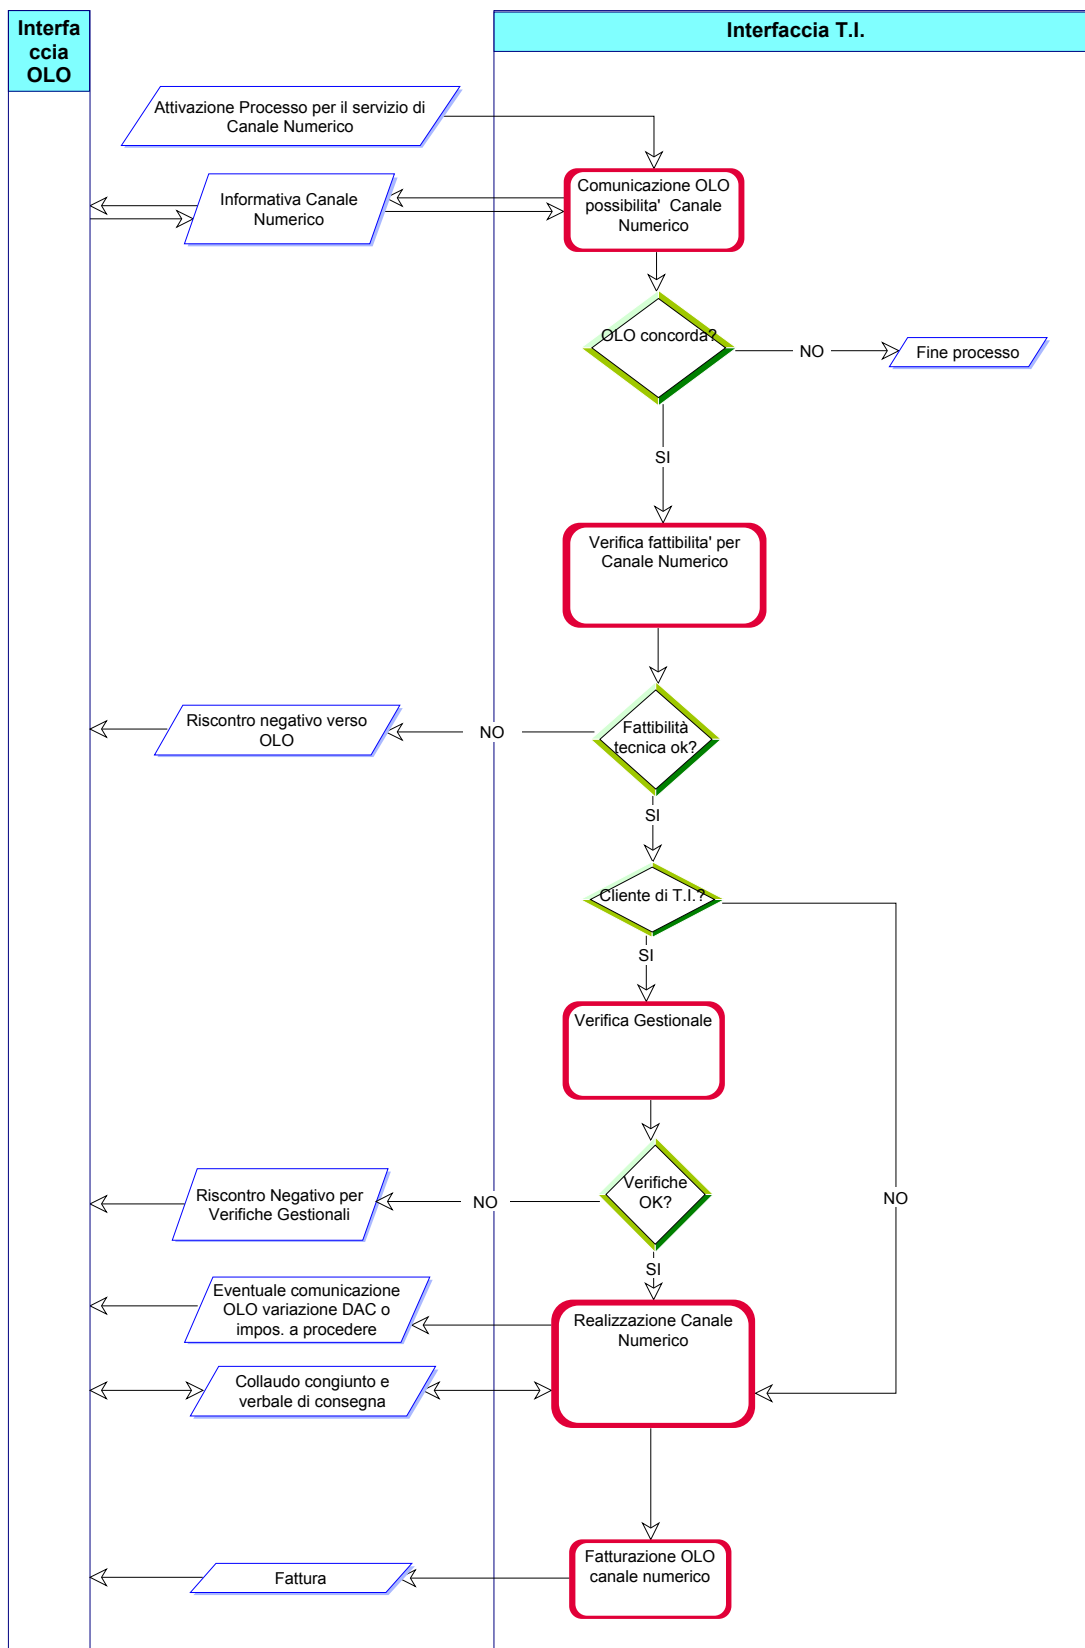 Interfa
ccia
OLO
Interfaccia T.I.
Attivazione Processo per il servizio di
Canale Numerico
Comunicazione OLO
possibilita' Canale
Numerico
Informativa Canale
Numerico
OLO concorda?
NO
Fine processo
SI
Verifica fattibilita' per
Canale Numerico
Riscontro negativo verso
OLO
NO
Fattibilità
tecnica ok?
SI
Cliente di T.I.?
SI
Verifica Gestionale
Riscontro Negativo per
Verifiche Gestionali
NO
Verifiche
OK?
NO
SI
Eventuale comunicazione
OLO variazione DAC o
impos. a procedere
Realizzazione Canale
Numerico
Collaudo congiunto e
verbale di consegna
Fatturazione OLO
canale numerico
Fattura